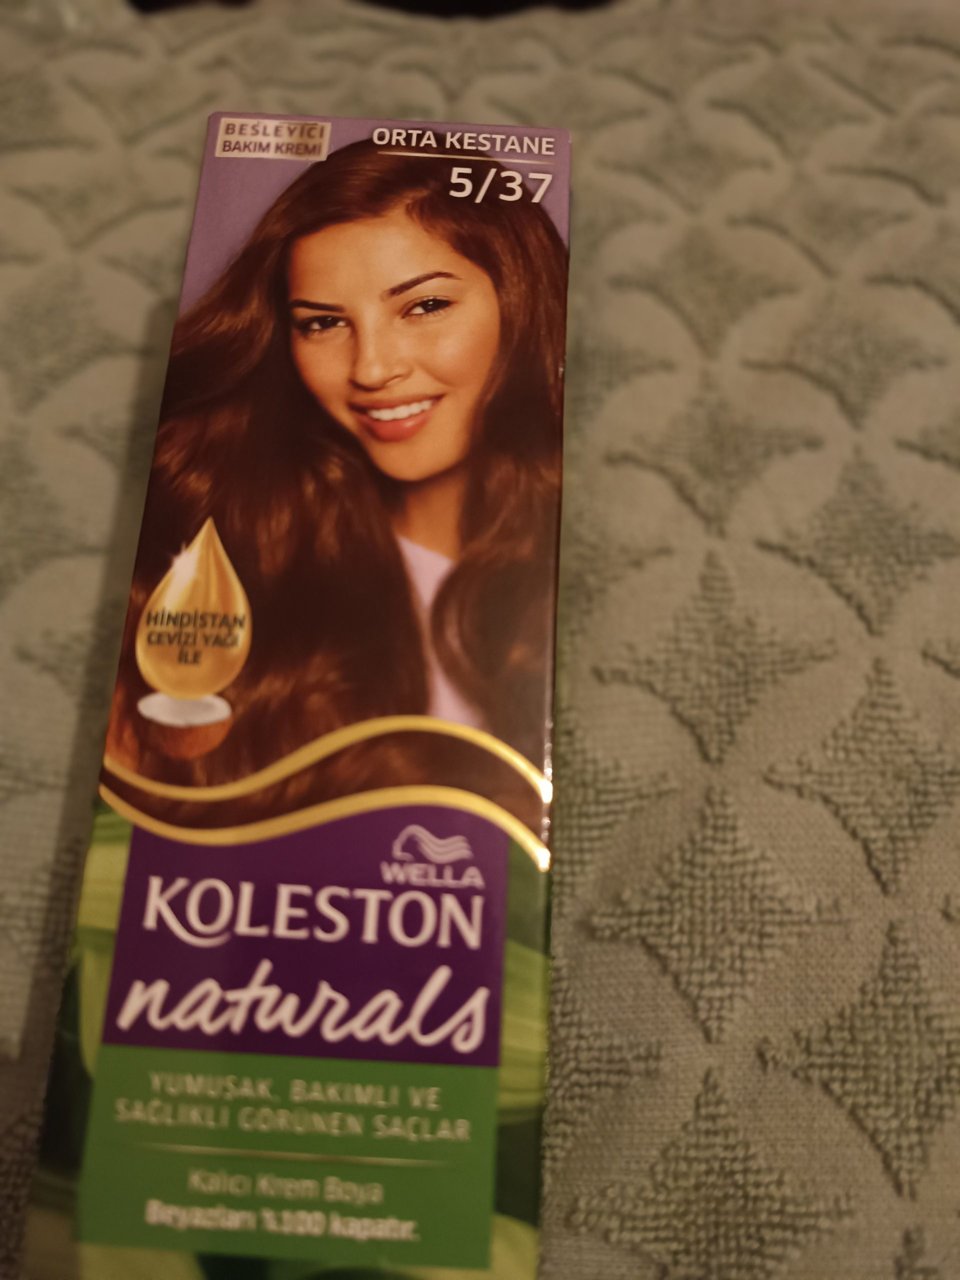 BESLEYİCİ
BAKIM KREMİ
ORTA KESTANE
5/37
HİNDİSTAN
CEVİZİ YAĞI
İLE
WELLA
KOLESTON
naturals
YUMUŞAK, BAKIMLI VE
SAĞLIKLI GÖRÜNEN SAÇLAR
Kalıcı Krem Boya
Beyazları %100 kapatır.